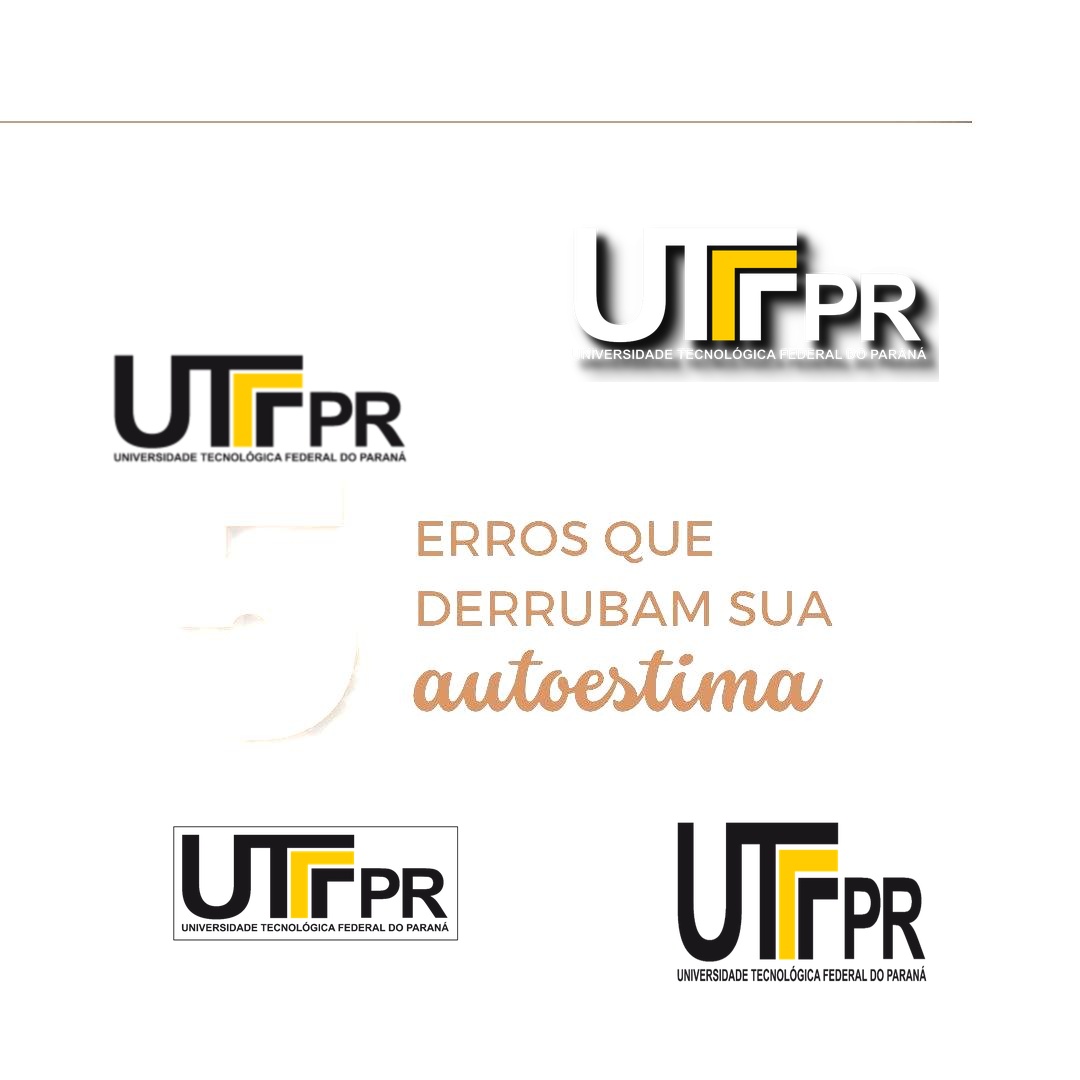 UTFPR
UNIVERSIDADE TECNOLÓGICA FEDERAL DO PARANÁ
UTFPR
UNIVERSIDADE TECNOLÓGICA FEDERAL DO PARANÁ
5
ERROS QUE
DERRUBAM SUA
autoestima
UTFPR
UNIVERSIDADE TECNOLÓGICA FEDERAL DO PARANÁ
UTFPR
UNIVERSIDADE TECNOLÓGICA FEDERAL DO PARANÁ